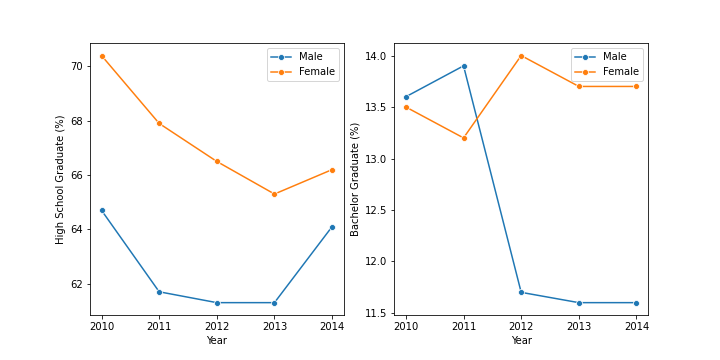 Male
Female
70
68
66
64
62
High School Graduate (%)
2010 2011 2012 2013 2014
Year
Male
Female
14.0
13.5
13.0
12.5
12.0
11.5
Bachelor Graduate (%)
2010 2011 2012 2013 2014
Year